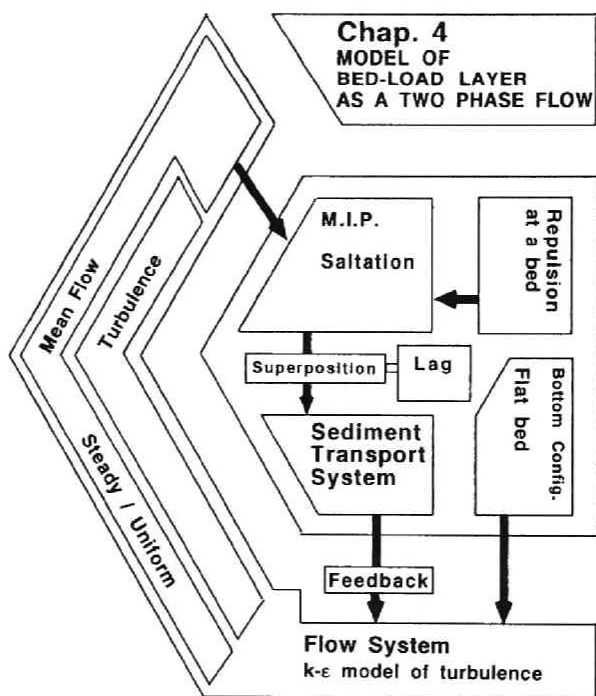 Chap. 4
MODEL OF
BED-LOAD LAYER
AS A TWO PHASE FLOW
Mean Flow
Turbulence
Steady / Uniform
M.I.P.
Saltation
Repulsion
at a bed
Superposition
Lag
Sediment
Transport
System
Bottom Config.
Flat bed
Feedback
Flow System
k-ε model of turbulence